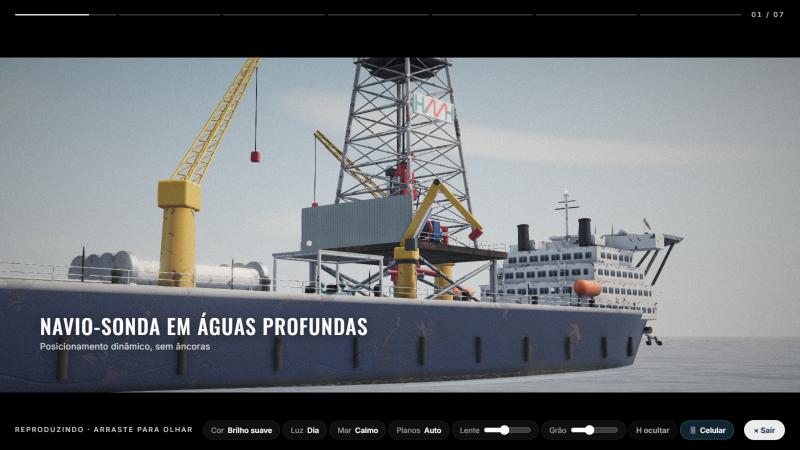 01 / 07
HMH
NAVIO-SONDA EM ÁGUAS PROFUNDAS
Posicionamento dinâmico, sem âncoras
REPRODUZINDO · ARRASTE PARA OLHAR Cor Brilho suave Luz Dia Mar Calmo Planos Auto Lente Grão H ocultar Celular × Sair